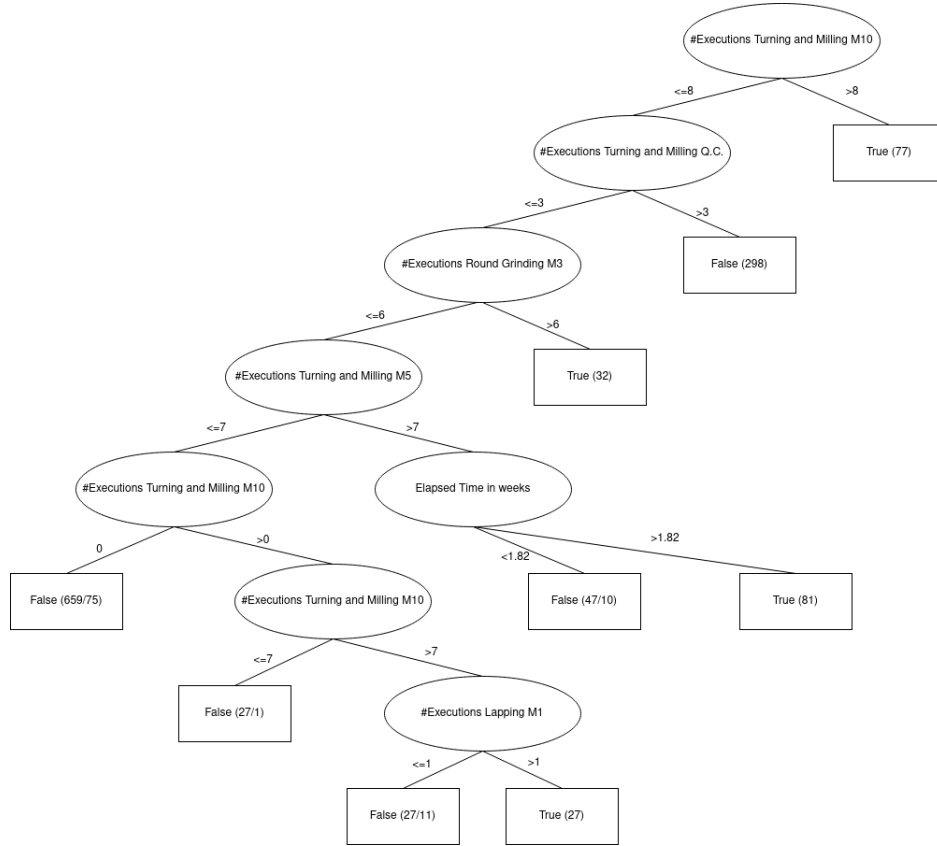 #Executions Turning and Milling M10
<=8
>8
#Executions Turning and Milling Q.C.
True (77)
<=3
>3
#Executions Round Grinding M3
False (298)
<=6
>6
#Executions Turning and Milling M5
True (32)
<=7
>7
#Executions Turning and Milling M10
Elapsed Time in weeks
0
>0
<1.82
>1.82
False (659/75)
#Executions Turning and Milling M10
False (47/10)
True (81)
<=7
>7
False (27/1)
#Executions Lapping M1
<=1
>1
False (27/11)
True (27)